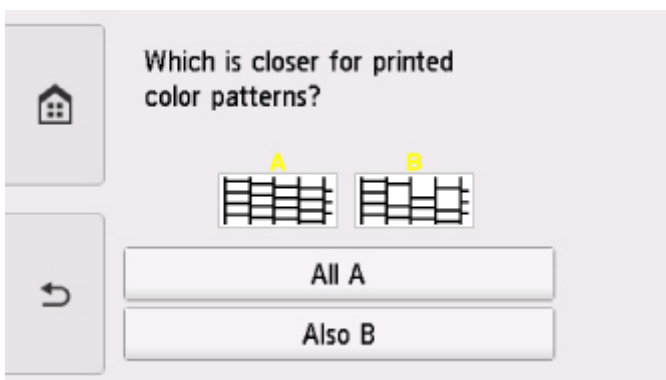 Which is closer for printed
color patterns?
A B
All A
Also B